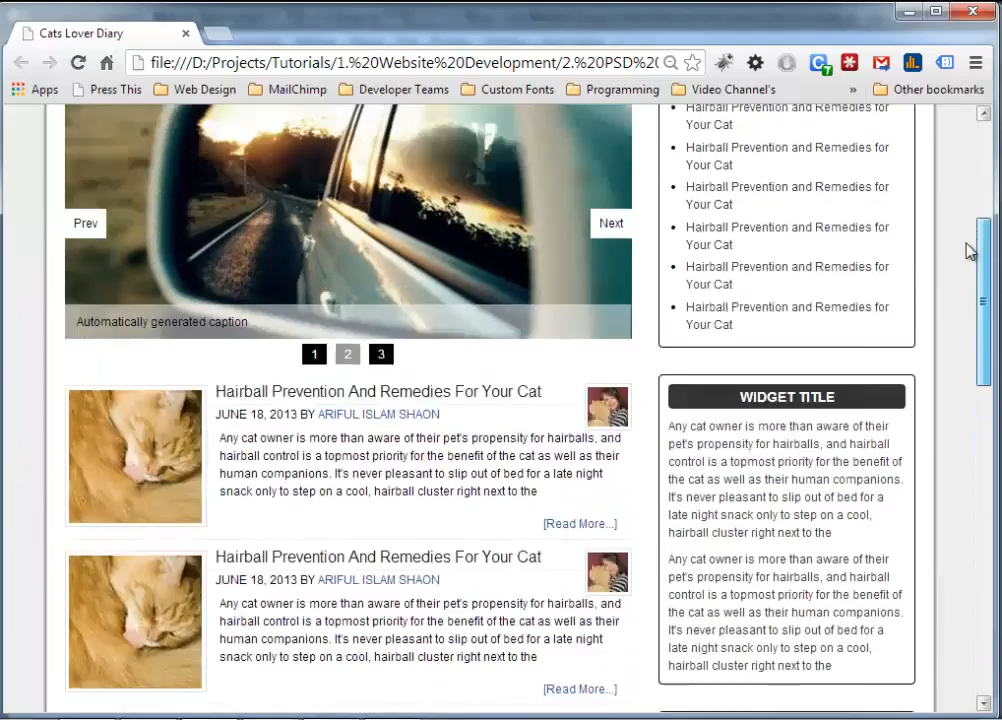 Cats Lover Diary
file:///D:/Projects/Tutorials/1.%20Website%20Development/2.%20PSD%20(
Apps
Press This
Web Design
MailChimp
Developer Teams
Custom Fonts
Programming
Video Channel's
»
Other bookmarks
Prev
Next
Automatically generated caption
1 2 3
Hairball Prevention And Remedies For Your Cat
JUNE 18, 2013 BY ARIFUL ISLAM SHAON
Any cat owner is more than aware of their pet's propensity for hairballs, and
hairball control is a topmost priority for the benefit of the cat as well as their
human companions. It's never pleasant to slip out of bed for a late night
snack only to step on a cool, hairball cluster right next to the
[Read More...]
Hairball Prevention And Remedies For Your Cat
JUNE 18, 2013 BY ARIFUL ISLAM SHAON
Any cat owner is more than aware of their pet's propensity for hairballs, and
hairball control is a topmost priority for the benefit of the cat as well as their
human companions. It's never pleasant to slip out of bed for a late night
snack only to step on a cool, hairball cluster right next to the
[Read More...]
Hairball Prevention and Remedies for
Your Cat
Hairball Prevention and Remedies for
Your Cat
Hairball Prevention and Remedies for
Your Cat
Hairball Prevention and Remedies for
Your Cat
Hairball Prevention and Remedies for
Your Cat
Hairball Prevention and Remedies for
Your Cat
WIDGET TITLE
Any cat owner is more than aware of their
pet's propensity for hairballs, and hairball
control is a topmost priority for the benefit of
the cat as well as their human companions.
It's never pleasant to slip out of bed for a
late night snack only to step on a cool,
hairball cluster right next to the
Any cat owner is more than aware of their
pet's propensity for hairballs, and hairball
control is a topmost priority for the benefit of
the cat as well as their human companions.
It's never pleasant to slip out of bed for a
late night snack only to step on a cool,
hairball cluster right next to the